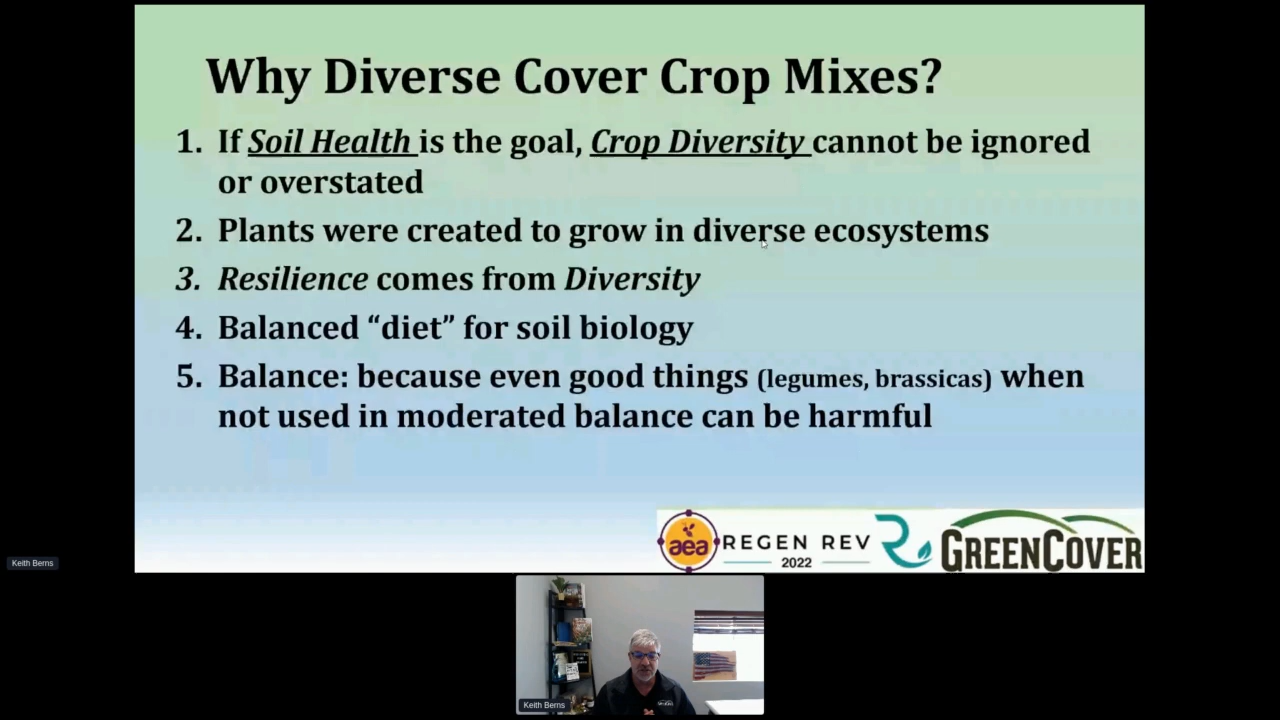 Why Diverse Cover Crop Mixes?
1. If Soil Health is the goal, Crop Diversity cannot be ignored
or overstated
2. Plants were created to grow in diverse ecosystems
3. Resilience comes from Diversity
4. Balanced “diet” for soil biology
5. Balance: because even good things (legumes, brassicas) when
not used in moderated balance can be harmful
aea
REGEN REV
2022
GREENCOVER
Keith Berns
Keith Berns